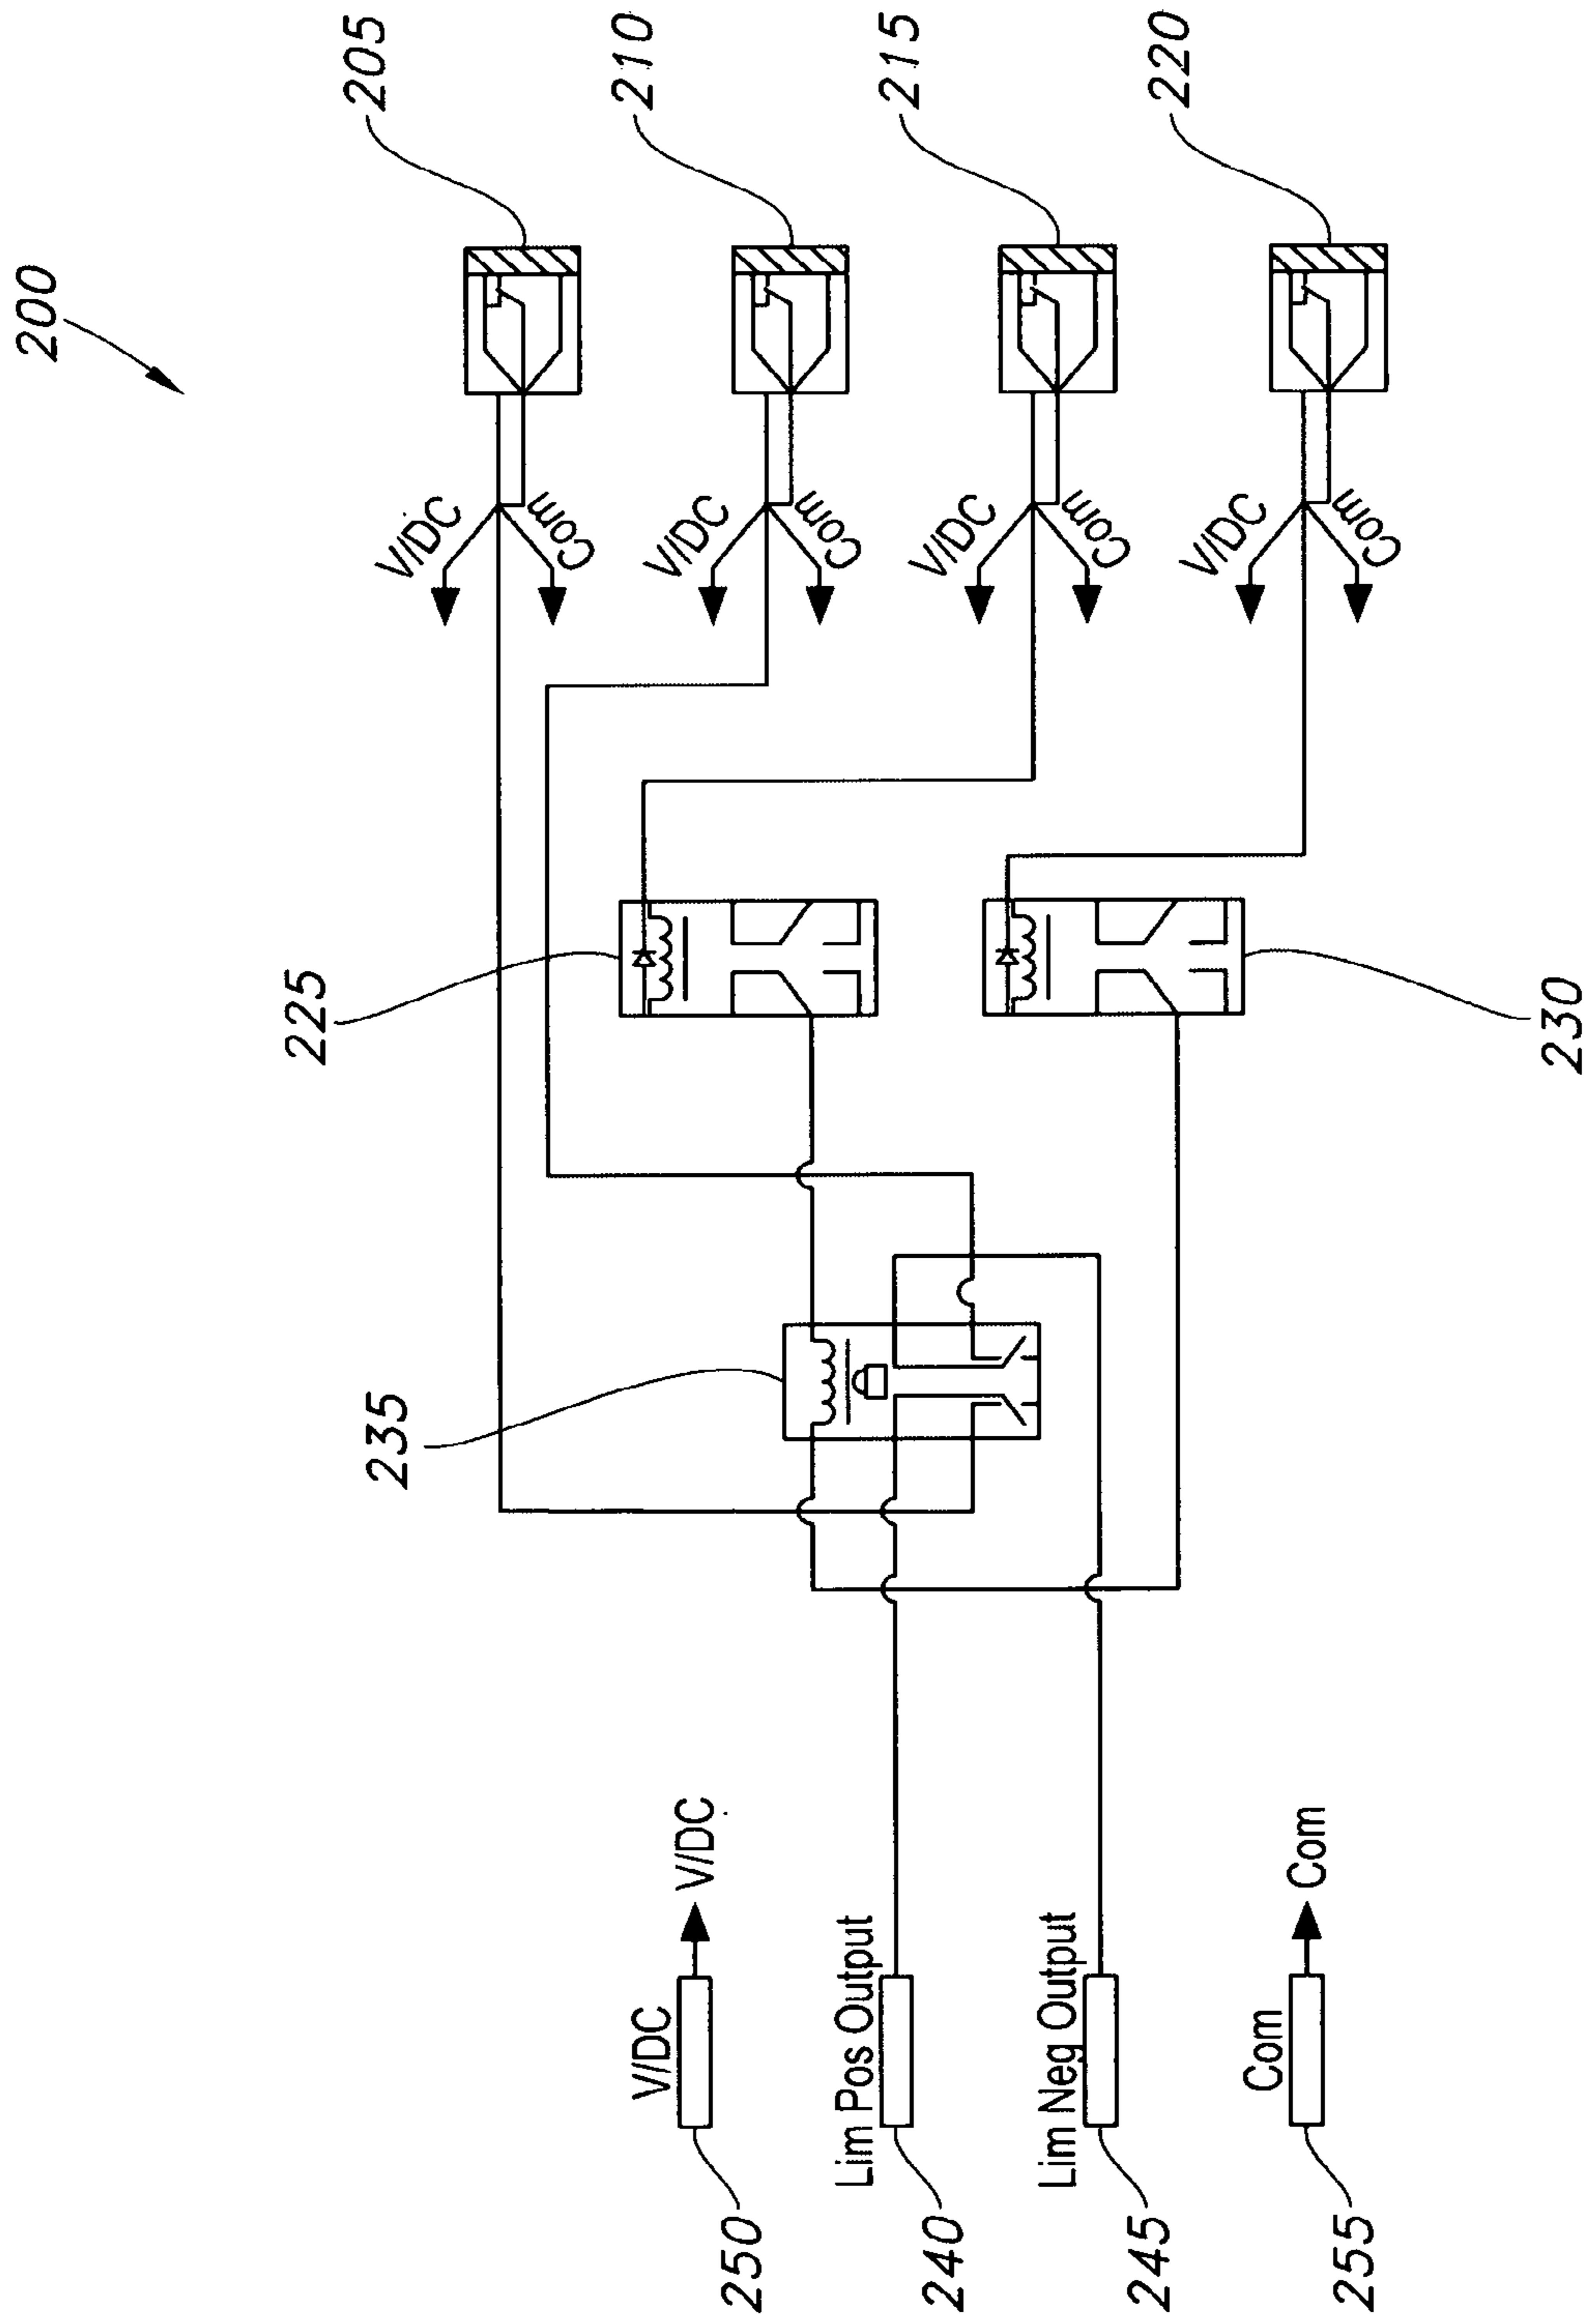 200
205
210
215
220
V/DC
Com
V/DC
Com
V/DC
Com
V/DC
Com
225
230
235
V/DC
V/DC
250
Lim Pos Output
240
Lim Neg Output
245
Com
Com
255